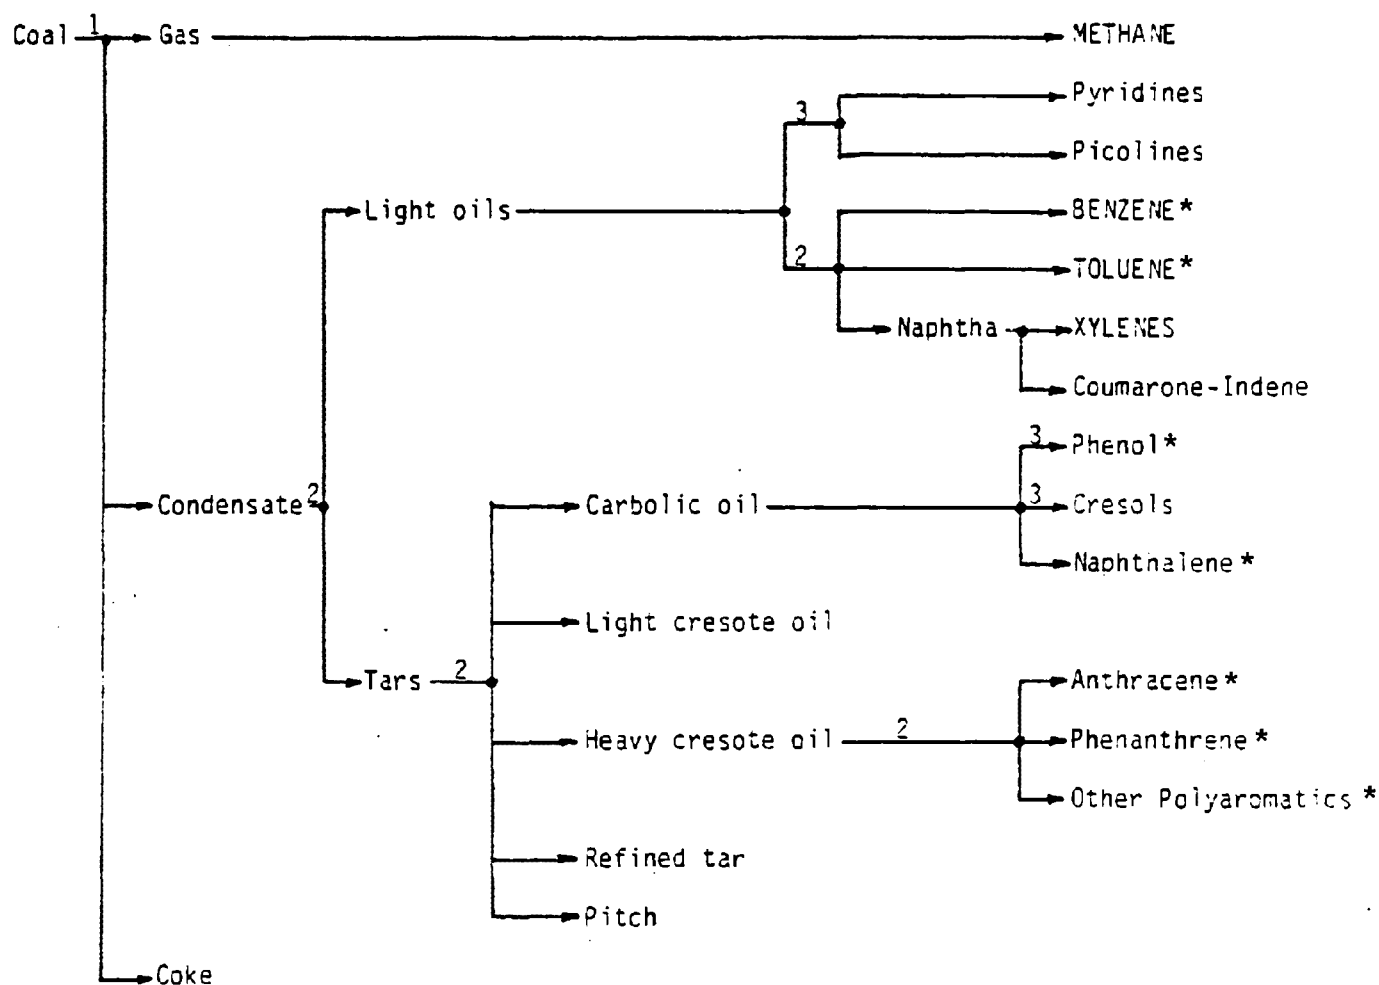 Coal 1 Gas METHANE
Pyridines
3
Picolines
Light oils BENZENE*
2 TOLUENE*
Naphtha XYLENES
Coumarone-Indene
3 Phenol*
Condensate 2 Carbolic oil 3 Cresols
Naphthalene*
Light cresote oil
Tars 2 Anthracene*
Heavy cresote oil 2 Phenanthrene*
Other Polyaromatics*
Refined tar
Pitch
Coke